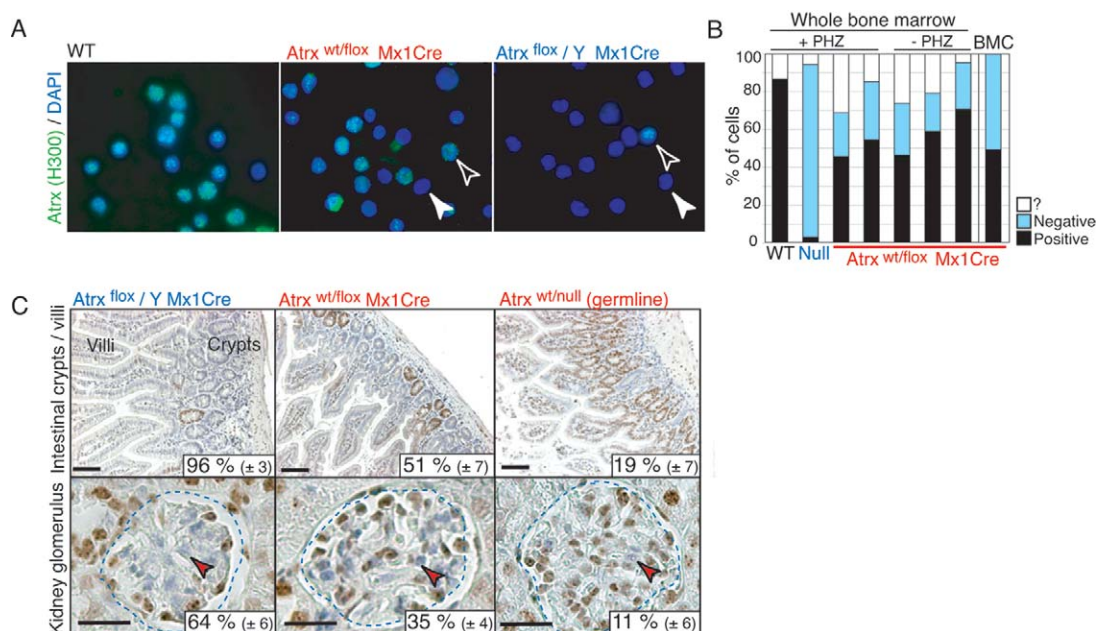 A
WT
Atrx wt/flox Mx1Cre
Atrx flox / Y Mx1Cre
Atrx (H300) / DAPI
B
Whole bone marrow
+ PHZ
- PHZ
BMC
% of cells
100
80
60
40
20
0
?
Negative
Positive
WT
Null
Atrx wt/flox Mx1Cre
C
Atrx flox / Y Mx1Cre
Atrx wt/flox Mx1Cre
Atrx wt/null (germline)
Intestinal crypts / villi
Villi
Crypts
96 % (± 3)
51 % (± 7)
19 % (± 7)
Kidney glomerulus
64 % (± 6)
35 % (± 4)
11 % (± 6)